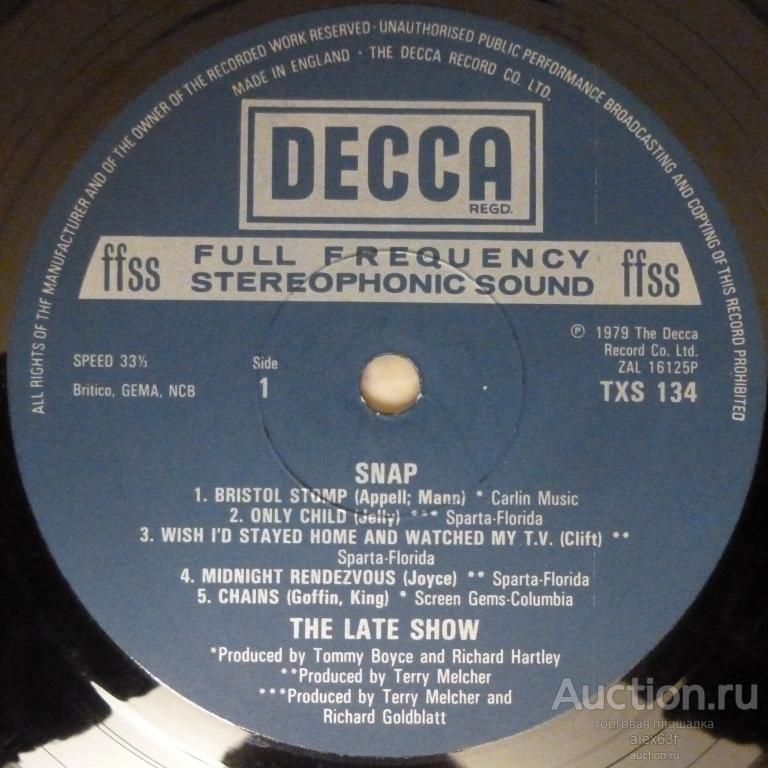 ALL RIGHTS OF THE MANUFACTURER AND OF THE OWNER OF THE RECORDED WORK RESERVED · UNAUTHORISED PUBLIC PERFORMANCE BROADCASTING AND COPYING OF THIS RECORD PROHIBITED
MADE IN ENGLAND · THE DECCA RECORD CO. LTD.
DECCA
REGD.
ffss FULL FREQUENCY ffss
STEREOPHONIC SOUND
℗ 1979 The Decca
Record Co. Ltd.
ZAL 16125P
TXS 134
SPEED 33⅓
Britico, GEMA, NCB
Side
1
SNAP
1. BRISTOL STOMP (Appell; Mann) * Carlin Music
2. ONLY CHILD (Jelly) *** Sparta-Florida
3. WISH I'D STAYED HOME AND WATCHED MY T.V. (Clift) **
Sparta-Florida
4. MIDNIGHT RENDEZVOUS (Joyce) ** Sparta-Florida
5. CHAINS (Goffin, King) * Screen Gems-Columbia
THE LATE SHOW
*Produced by Tommy Boyce and Richard Hartley
**Produced by Terry Melcher
***Produced by Terry Melcher and
Richard Goldblatt
Auction.ru
торговая площадка
alex63f
auction.ru